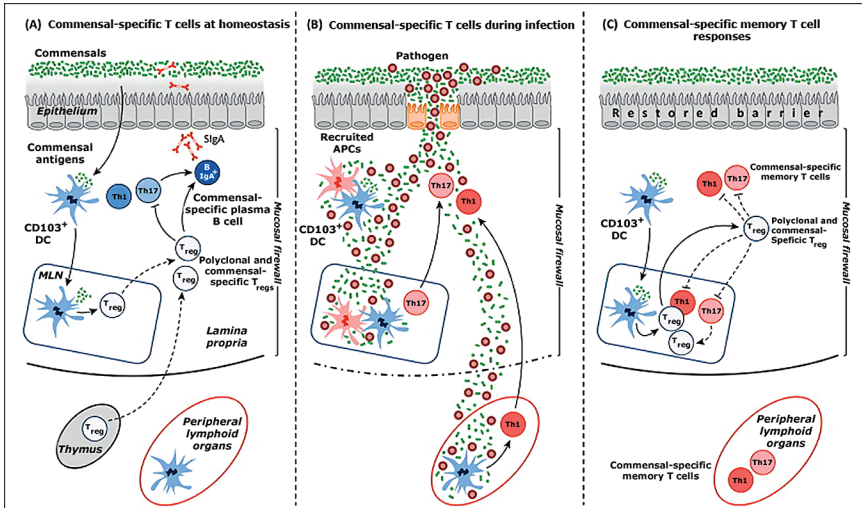 (A) Commensal-specific T cells at homeostasis
Commensals
Epithelium
Commensal
antigens
SIgA
B
IgA+
Th1
Th17
Commensal-
specific plasma
B cell
CD103+
DC
Treg
Polyclonal and
commensal-
specific Tregs
Treg
MLN
Treg
Lamina
propria
Mucosal firewall
Treg
Thymus
Peripheral
lymphoid
organs
(B) Commensal-specific T cells during infection
Pathogen
Recruited
APCs
Th17
Th1
CD103+
DC
Th17
Mucosal firewall
Th1
Peripheral
lymphoid
organs
(C) Commensal-specific memory T cell
responses
Restored barrier
Commensal-specific
memory T cells
Th1
Th17
CD103+
DC
Treg
Polyclonal and
commensal-
Speficic Treg
Th1
Th17
Treg
Treg
Mucosal firewall
Peripheral
lymphoid
organs
Commensal-specific
memory T cells
Th17
Th1